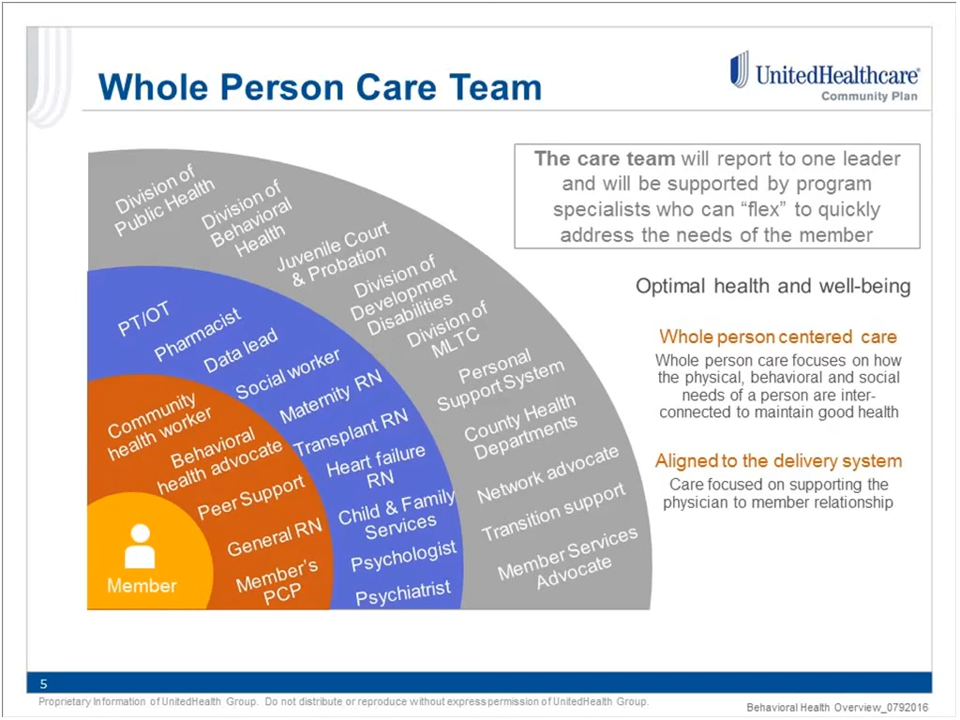 Whole Person Care Team
UnitedHealthcare®
Community Plan
The care team will report to one leader
and will be supported by program
specialists who can “flex” to quickly
address the needs of the member
Optimal health and well-being
Whole person centered care
Whole person care focuses on how
the physical, behavioral and social
needs of a person are inter-
connected to maintain good health
Aligned to the delivery system
Care focused on supporting the
physician to member relationship
Division of
Public Health
Division of
Behavioral
Health
Juvenile Court
& Probation
Division of
Development
Disabilities
Division of
MLTC
Personal
Support System
County Health
Departments
Network advocate
Transition support
Member Services
Advocate
PT/OT
Pharmacist
Data lead
Social worker
Maternity RN
Transplant RN
Heart failure
RN
Child & Family
Services
Psychologist
Psychiatrist
Community
health worker
Behavioral
health advocate
Peer Support
General RN
Member’s
PCP
Member
5
Proprietary Information of UnitedHealth Group. Do not distribute or reproduce without express permission of UnitedHealth Group.
Behavioral Health Overview_0792016